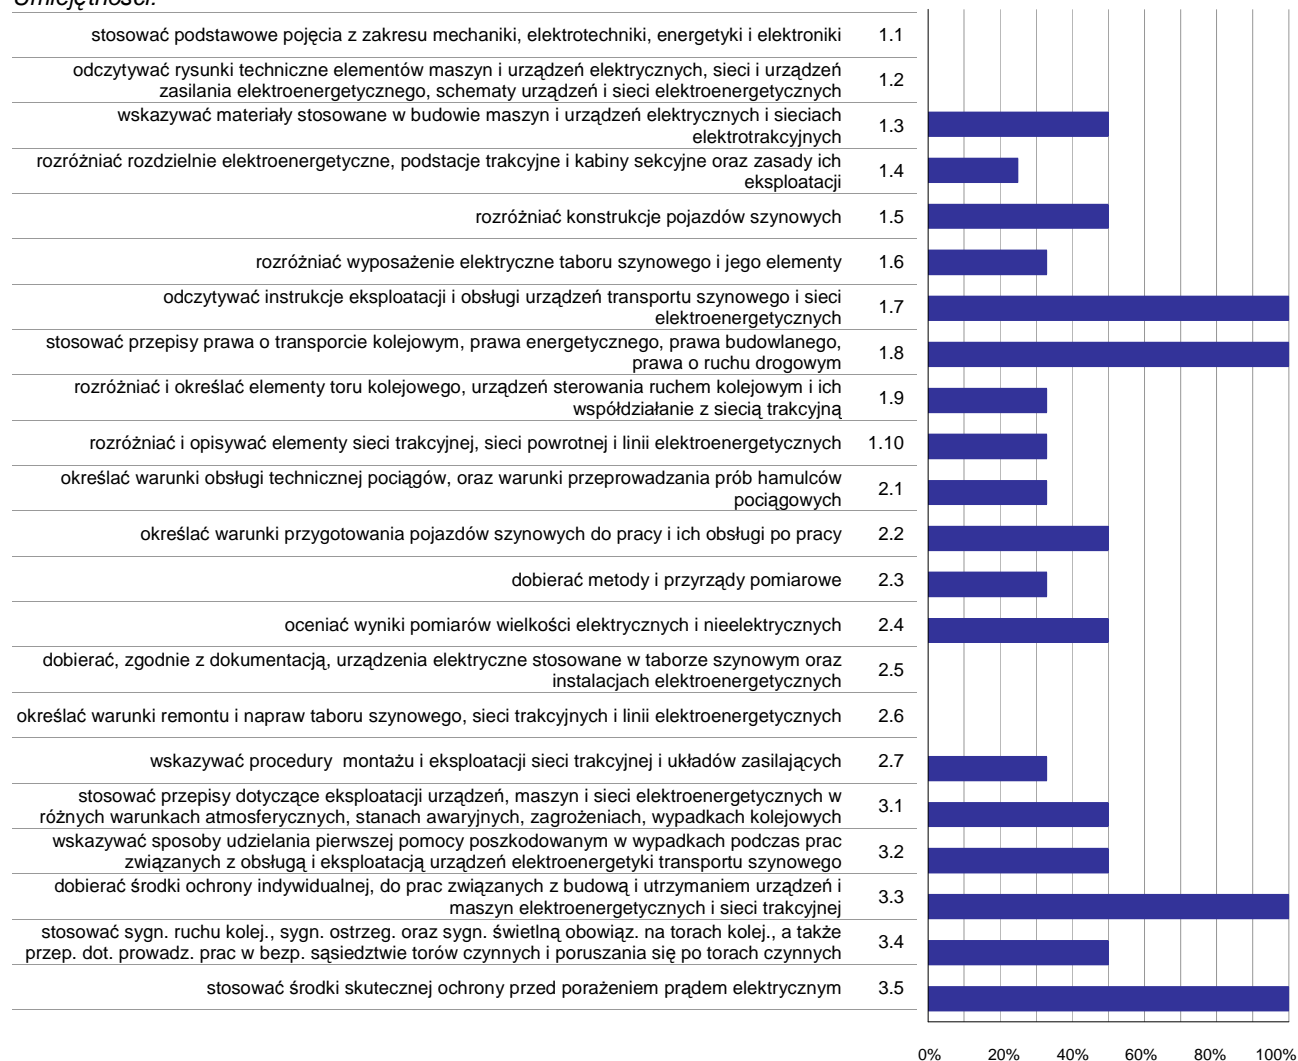 Umiejętności:
stosować podstawowe pojęcia z zakresu mechaniki, elektrotechniki, energetyki i elektroniki 1.1
odczytywać rysunki techniczne elementów maszyn i urządzeń elektrycznych, sieci i urządzeń
zasilania elektroenergetycznego, schematy urządzeń i sieci elektroenergetycznych 1.2
wskazywać materiały stosowane w budowie maszyn i urządzeń elektrycznych i sieciach
elektrotrakcyjnych 1.3
rozróżniać rozdzielnie elektroenergetyczne, podstacje trakcyjne i kabiny sekcyjne oraz zasady ich
eksploatacji 1.4
rozróżniać konstrukcje pojazdów szynowych 1.5
rozróżniać wyposażenie elektryczne taboru szynowego i jego elementy 1.6
odczytywać instrukcje eksploatacji i obsługi urządzeń transportu szynowego i sieci
elektroenergetycznych 1.7
stosować przepisy prawa o transporcie kolejowym, prawa energetycznego, prawa budowlanego,
prawa o ruchu drogowym 1.8
rozróżniać i określać elementy toru kolejowego, urządzeń sterowania ruchem kolejowym i ich
współdziałanie z siecią trakcyjną 1.9
rozróżniać i opisywać elementy sieci trakcyjnej, sieci powrotnej i linii elektroenergetycznych 1.10
określać warunki obsługi technicznej pociągów, oraz warunki przeprowadzania prób hamulców
pociągowych 2.1
określać warunki przygotowania pojazdów szynowych do pracy i ich obsługi po pracy 2.2
dobierać metody i przyrządy pomiarowe 2.3
oceniać wyniki pomiarów wielkości elektrycznych i nieelektrycznych 2.4
dobierać, zgodnie z dokumentacją, urządzenia elektryczne stosowane w taborze szynowym oraz
instalacjach elektroenergetycznych 2.5
określać warunki remontu i napraw taboru szynowego, sieci trakcyjnych i linii elektroenergetycznych 2.6
wskazywać procedury montażu i eksploatacji sieci trakcyjnej i układów zasilających 2.7
stosować przepisy dotyczące eksploatacji urządzeń, maszyn i sieci elektroenergetycznych w
różnych warunkach atmosferycznych, stanach awaryjnych, zagrożeniach, wypadkach kolejowych 3.1
wskazywać sposoby udzielania pierwszej pomocy poszkodowanym w wypadkach podczas prac
związanych z obsługą i eksploatacją urządzeń elektroenergetyki transportu szynowego 3.2
dobierać środki ochrony indywidualnej, do prac związanych z budową i utrzymaniem urządzeń i
maszyn elektroenergetycznych i sieci trakcyjnej 3.3
stosować sygn. ruchu kolej., sygn. ostrzeg. oraz sygn. świetlną obowiąz. na torach kolej., a także
przep. dot. prowadz. prac w bezp. sąsiedztwie torów czynnych i poruszania się po torach czynnych 3.4
stosować środki skutecznej ochrony przed porażeniem prądem elektrycznym 3.5
0% 20% 40% 60% 80% 100%